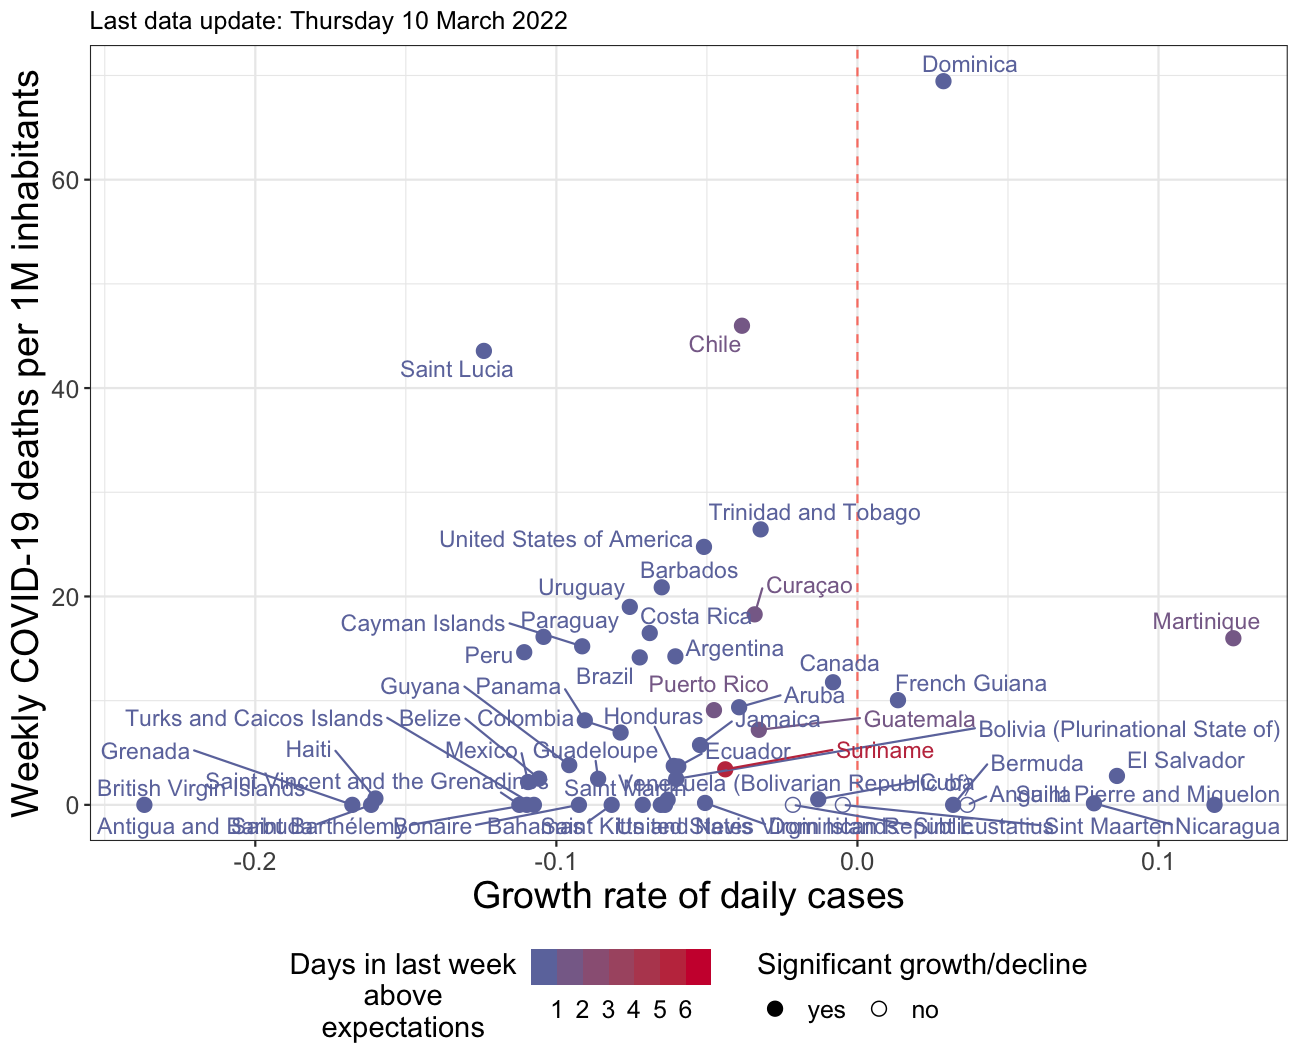 Last data update: Thursday 10 March 2022
Weekly COVID-19 deaths per 1M inhabitants
60
40
20
0
Dominica
Chile
Saint Lucia
Trinidad and Tobago
United States of America
Barbados
Uruguay
Curaçao
Cayman Islands
Paraguay
Costa Rica
Martinique
Peru
Argentina
Brazil
Canada
Guyana
Panama
Puerto Rico
Aruba
French Guiana
Turks and Caicos Islands
Belize
Colombia
Honduras
Jamaica
Guatemala
Bolivia (Plurinational State of)
Grenada
Haiti
Mexico
Guadeloupe
Ecuador
Suriname
El Salvador
Bermuda
British Virgin Islands
Saint Vincent and the Grenadines
Saint Martin
Venezuela (Bolivarian Republic of)
Cuba
Anguilla
Saint Pierre and Miquelon
Antigua and Barbuda
Saint Barthélemy
Bonaire
Bahamas
Saint Kitts and Nevis
United States Virgin Islands
Dominican Republic
Sint Eustatius
Sint Maarten
Nicaragua
-0.2
-0.1
0.0
0.1
Growth rate of daily cases
Days in last week
above
expectations
1 2 3 4 5 6
Significant growth/decline
yes
no